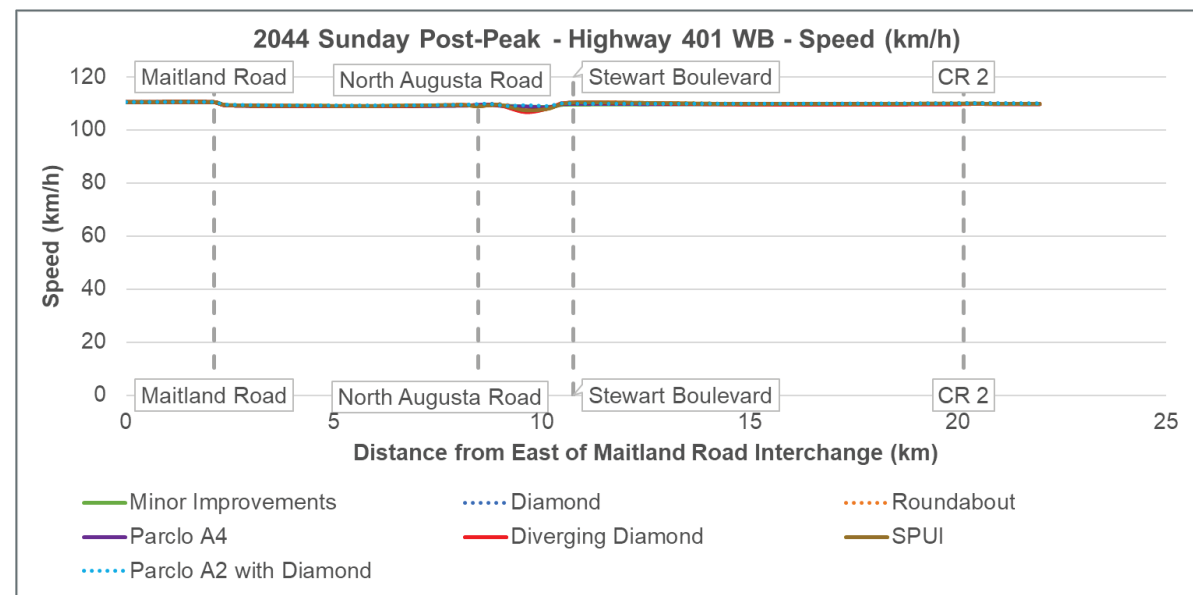 2044 Sunday Post-Peak - Highway 401 WB - Speed (km/h)
Maitland Road
North Augusta Road
Stewart Boulevard
CR 2
120
100
80
60
40
20
0
Speed (km/h)
Maitland Road
North Augusta Road
Stewart Boulevard
CR 2
0 5 10 15 20 25
Distance from East of Maitland Road Interchange (km)
Minor Improvements Diamond Roundabout
Parclo A4 Diverging Diamond SPUI
Parclo A2 with Diamond